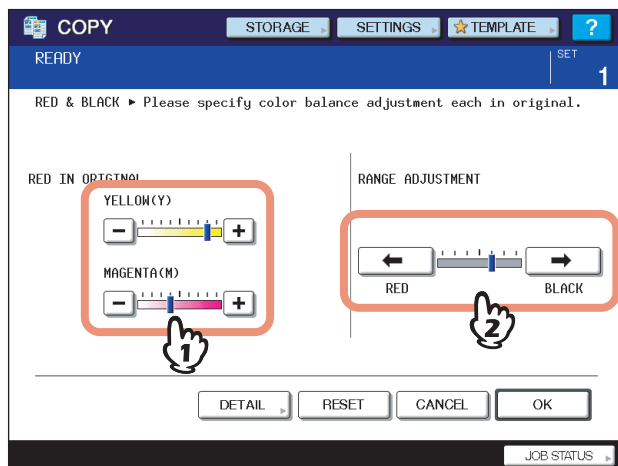 COPY
STORAGE
SETTINGS
TEMPLATE
?
READY
SET
1
RED & BLACK ► Please specify color balance adjustment each in original.
RED IN ORIGINAL
YELLOW(Y)
− +
MAGENTA(M)
− +
1
RANGE ADJUSTMENT
← →
RED BLACK
2
DETAIL
RESET
CANCEL
OK
JOB STATUS